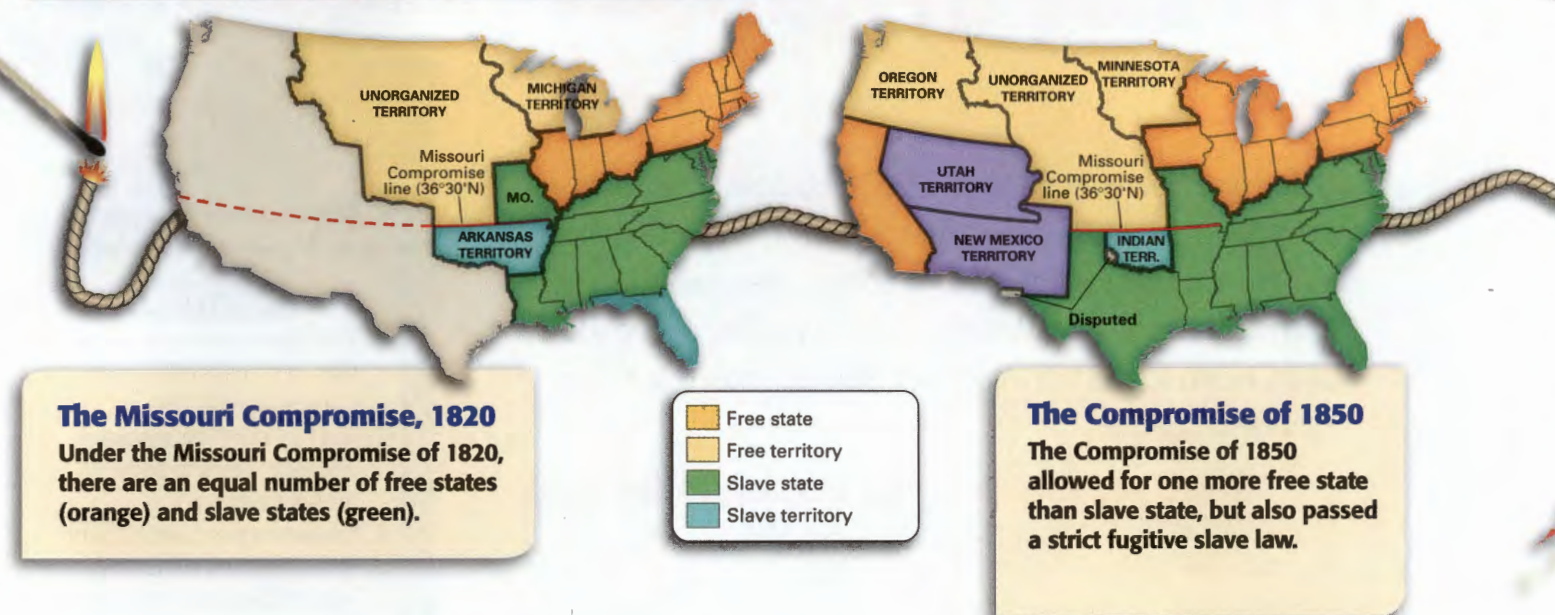 UNORGANIZED
TERRITORY
MICHIGAN
TERRITORY
Missouri
Compromise
line (36°30'N)
MO.
ARKANSAS
TERRITORY
The Missouri Compromise, 1820
Under the Missouri Compromise of 1820,
there are an equal number of free states
(orange) and slave states (green).
Free state
Free territory
Slave state
Slave territory
OREGON
TERRITORY
UNORGANIZED
TERRITORY
MINNESOTA
TERRITORY
UTAH
TERRITORY
Missouri
Compromise
line (36°30'N)
NEW MEXICO
TERRITORY
INDIAN
TERR.
Disputed
The Compromise of 1850
The Compromise of 1850
allowed for one more free state
than slave state, but also passed
a strict fugitive slave law.